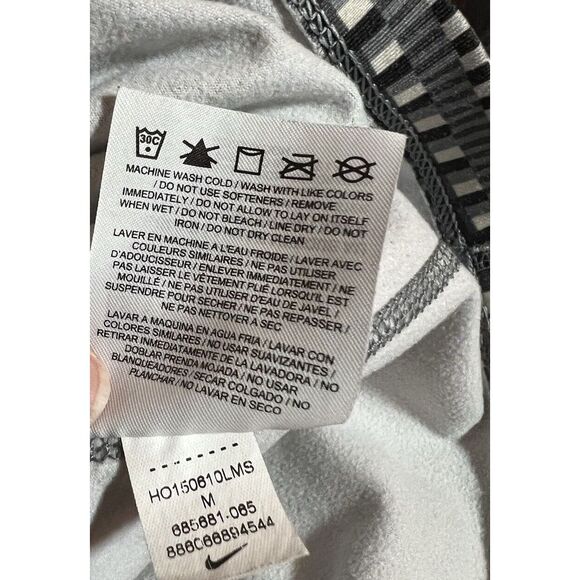 30C
MACHINE WASH COLD / WASH WITH LIKE COLORS
/ DO NOT USE SOFTENERS / REMOVE
IMMEDIATELY / DO NOT ALLOW TO LAY ON ITSELF
WHEN WET / DO NOT BLEACH / LINE DRY / DO NOT
IRON / DO NOT DRY CLEAN
LAVER EN MACHINE A L'EAU FROIDE / LAVER AVEC
COULEURS SIMILAIRES / NE PAS UTILISER
D'ADOUCISSEUR / ENLEVER IMMEDIATEMENT / NE
PAS LAISSER LE VÊTEMENT PLIÉ LORSQU'IL EST
MOUILLÉ / NE PAS UTILISER D'EAU DE JAVEL /
SUSPENDRE POUR SÉCHER / NE PAS REPASSER /
NE PAS NETTOYER À SEC
LAVAR A MAQUINA EN AGUA FRIA / LAVAR CON
COLORES SIMILARES / NO USAR SUAVIZANTES /
RETIRAR INMEDIATAMENTE DE LA LAVADORA / NO
DOBLAR PRENDA MOJADA / NO USAR
BLANQUEADORES / SECAR COLGADO / NO
PLANCHAR / NO LAVAR EN SECO
HO150610LMS
M
685681-065
886066894544